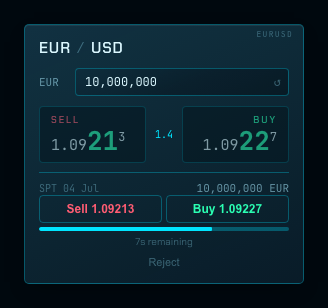 EURUSD
EUR / USD
EUR 10,000,000 ↺
SELL BUY
1.09213 1.4 1.09227
SPT 04 Jul 10,000,000 EUR
Sell 1.09213 Buy 1.09227
7s remaining
Reject